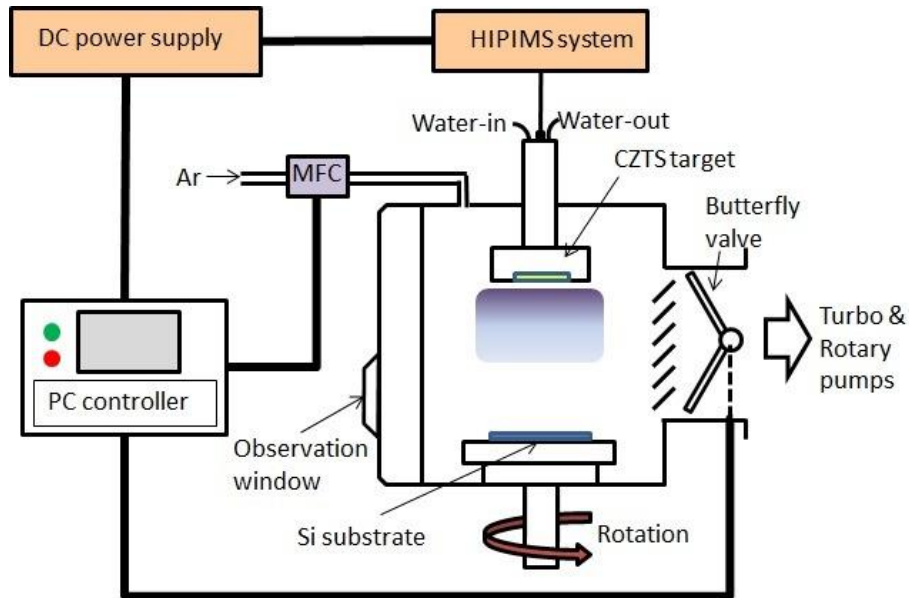 DC power supply
HIPIMS system
Water-in
Water-out
CZTS target
MFC
Ar
Butterfly
valve
Turbo &
Rotary
pumps
PC controller
Observation
window
Si substrate
Rotation